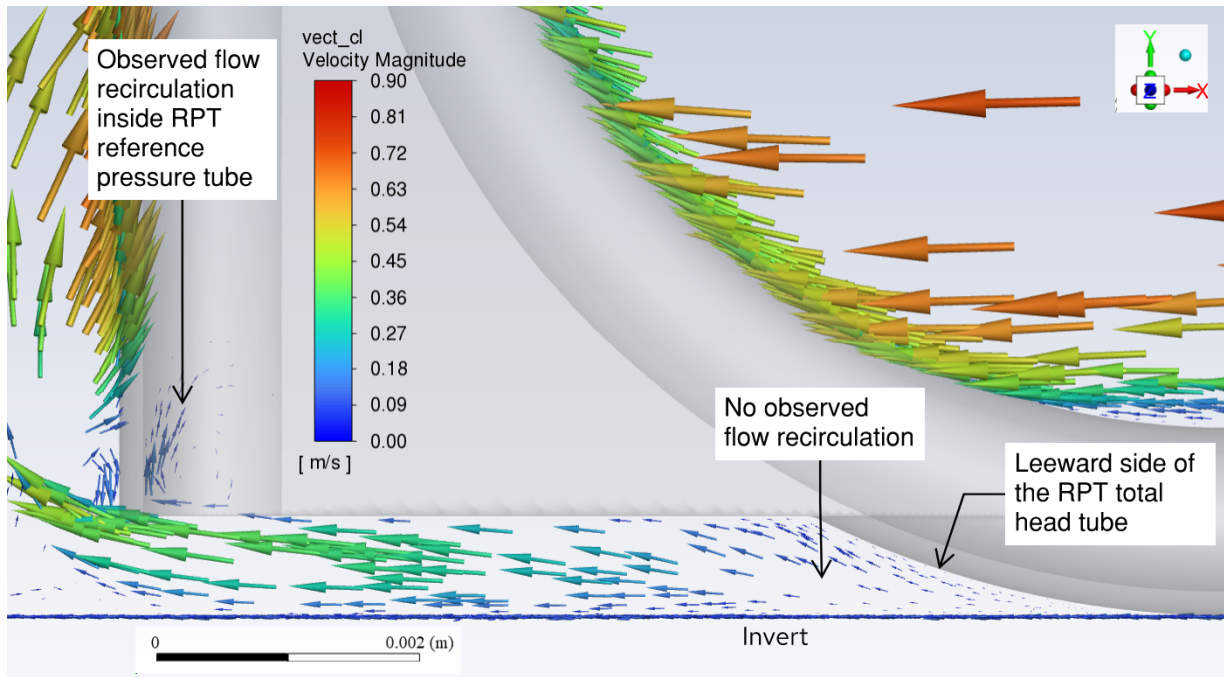 Observed flow
recirculation
inside RPT
reference
pressure tube
vect_cl
Velocity Magnitude
0.90
0.81
0.72
0.63
0.54
0.45
0.36
0.27
0.18
0.09
0.00
[ m/s ]
Y
Z
X
No observed
flow recirculation
Leeward side of
the RPT total
head tube
Invert
0
0.002 (m)